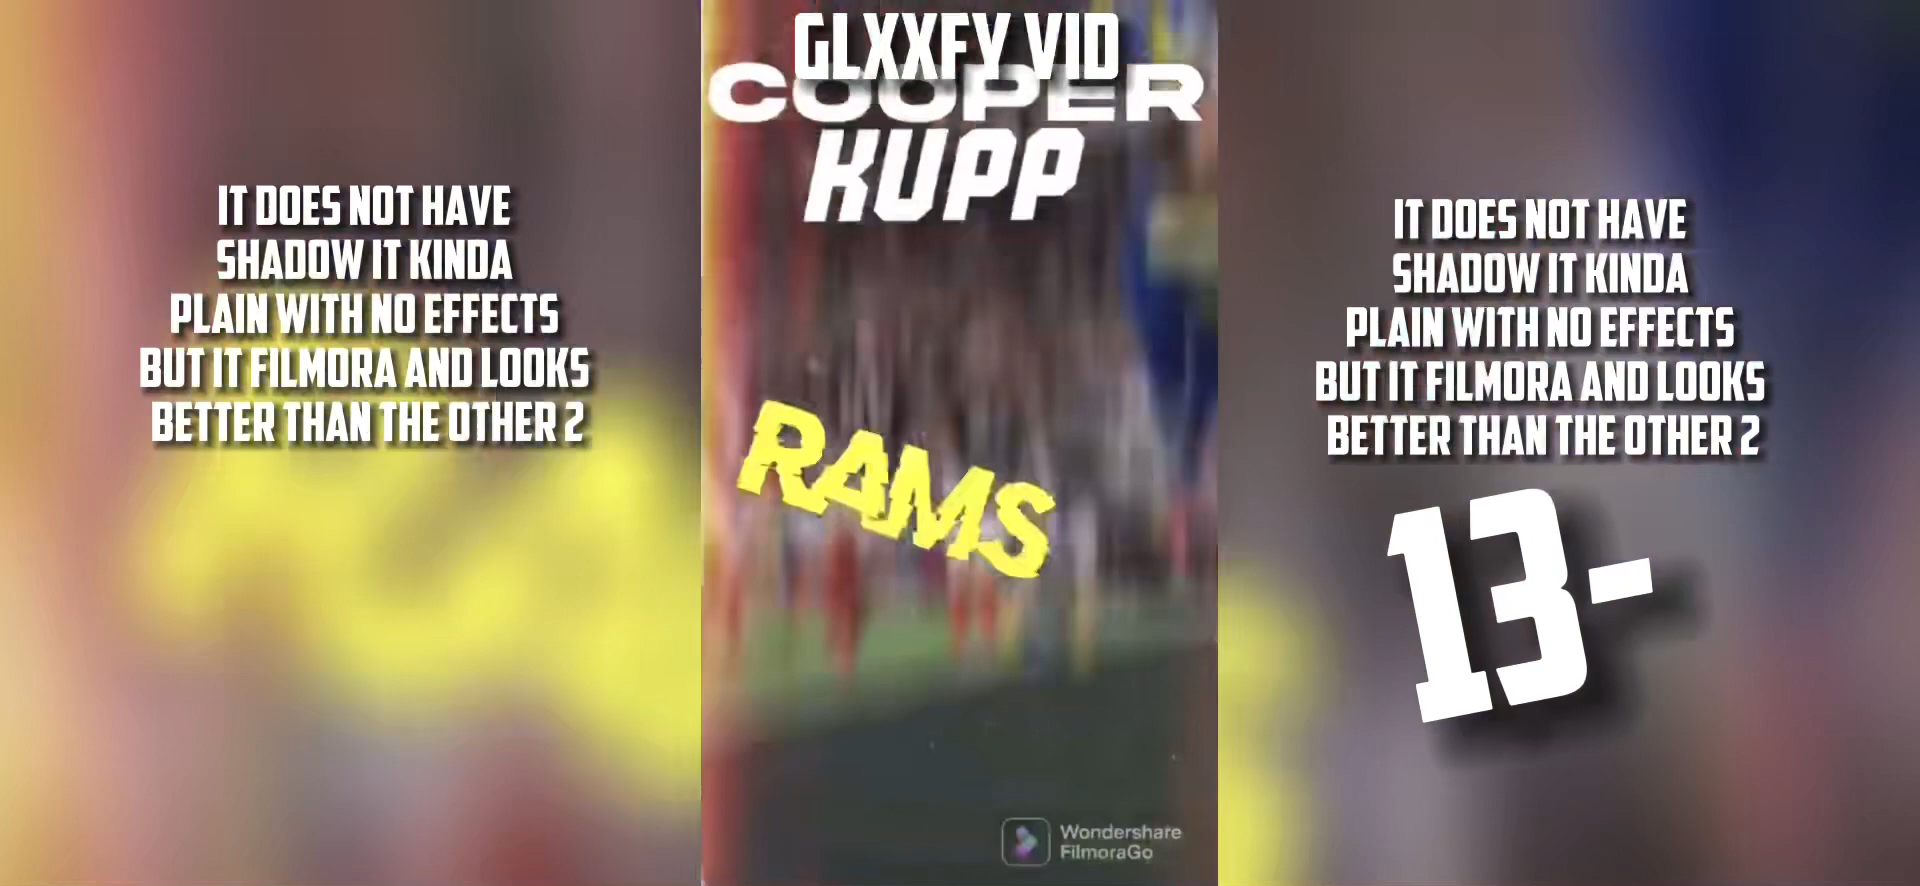 IT DOES NOT HAVE
SHADOW IT KINDA
PLAIN WITH NO EFFECTS
BUT IT FILMORA AND LOOKS
BETTER THAN THE OTHER 2
GLXXFY VID
COOPER
KUPP
RAMS
Wondershare
FilmoraGo
IT DOES NOT HAVE
SHADOW IT KINDA
PLAIN WITH NO EFFECTS
BUT IT FILMORA AND LOOKS
BETTER THAN THE OTHER 2
13-